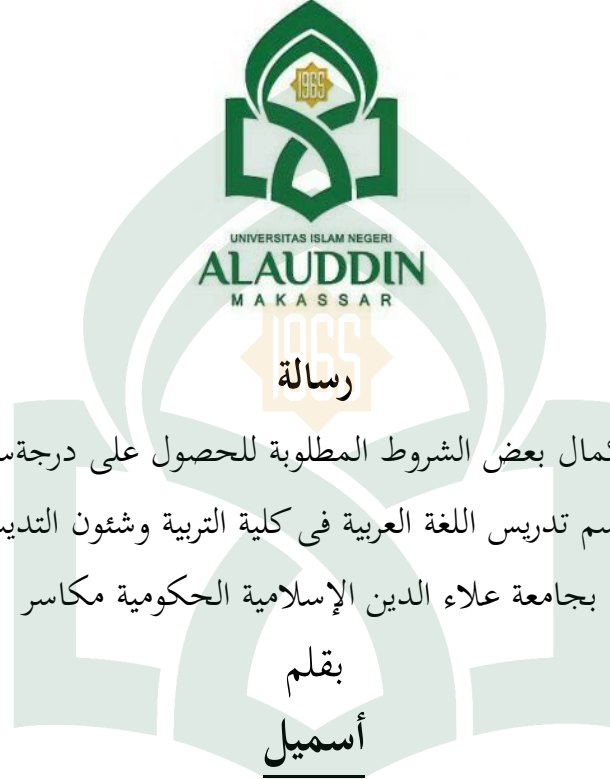 1965
UNIVERSITAS ISLAM NEGERI
ALAUDDIN
MAKASSAR
1965
رسالة
بعض الشروط المطلوبة للحصول على
تدريس اللغة العربية فى كلية التربية وشئون
بجامعة علاء الدين الإسلامية الحكومية مكاسر
بقلم
أسميل